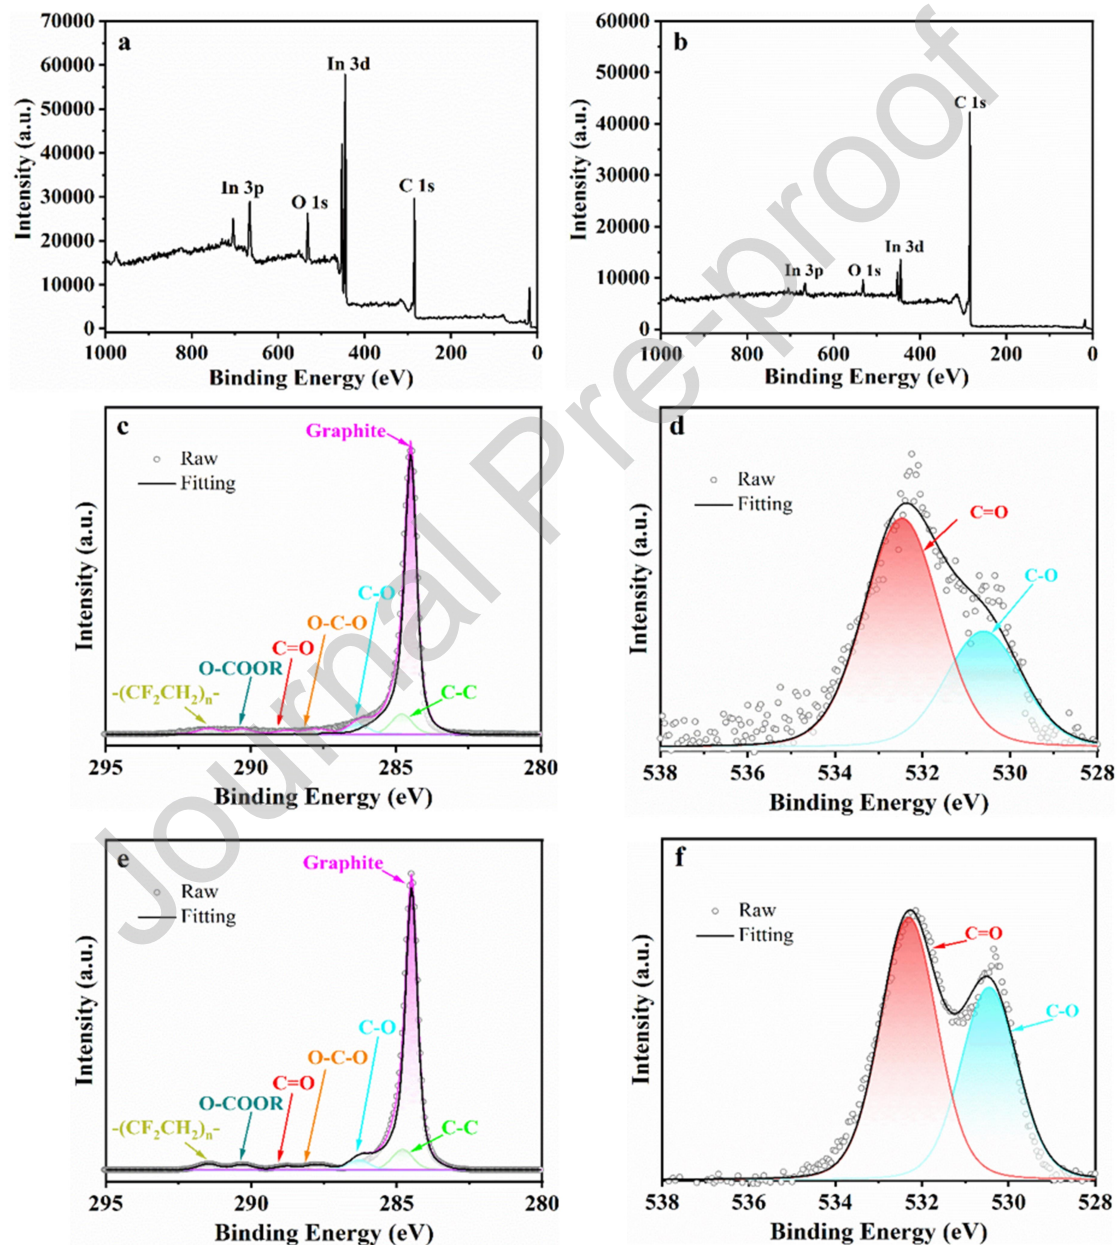 a
70000
60000
50000
40000
30000
20000
10000
0
Intensity (a.u.)
In 3d
In 3p
O 1s
C 1s
1000 800 600 400 200 0
Binding Energy (eV)
b
60000
50000
40000
30000
20000
10000
0
Intensity (a.u.)
C 1s
In 3d
In 3p
O 1s
1000 800 600 400 200 0
Binding Energy (eV)
c
Graphite
Raw
Fitting
C-O
O-C-O
C=O
O-COOR
-(CF₂CH₂)ₙ-
C-C
Intensity (a.u.)
295 290 285 280
Binding Energy (eV)
d
Raw
Fitting
C=O
C-O
Intensity (a.u.)
538 536 534 532 530 528
Binding Energy (eV)
e
Graphite
Raw
Fitting
C-O
O-C-O
C=O
O-COOR
-(CF₂CH₂)ₙ-
C-C
Intensity (a.u.)
295 290 285 280
Binding Energy (eV)
f
Raw
Fitting
C=O
C-O
Intensity (a.u.)
538 536 534 532 530 528
Binding Energy (eV)
Journal Pre-proof